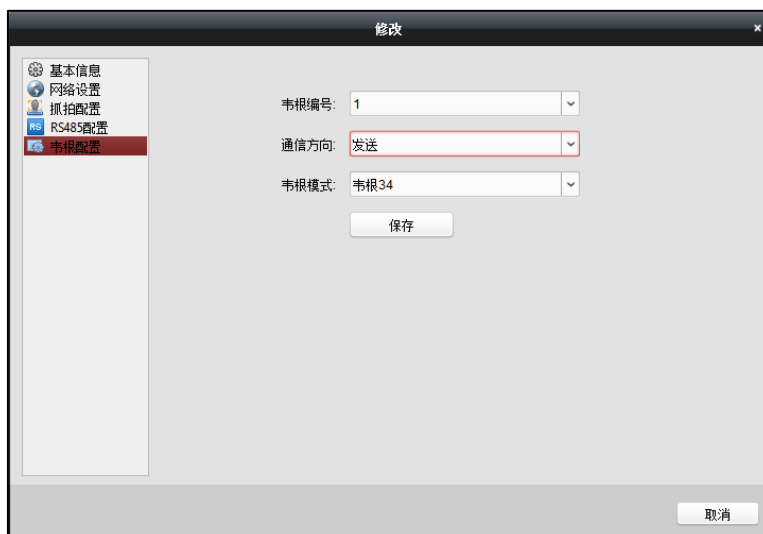 修改
×
基本信息
网络设置
抓拍配置
RS RS485配置
韦根配置
韦根编号: 1
通信方向: 发送
韦根模式: 韦根34
保存
取消